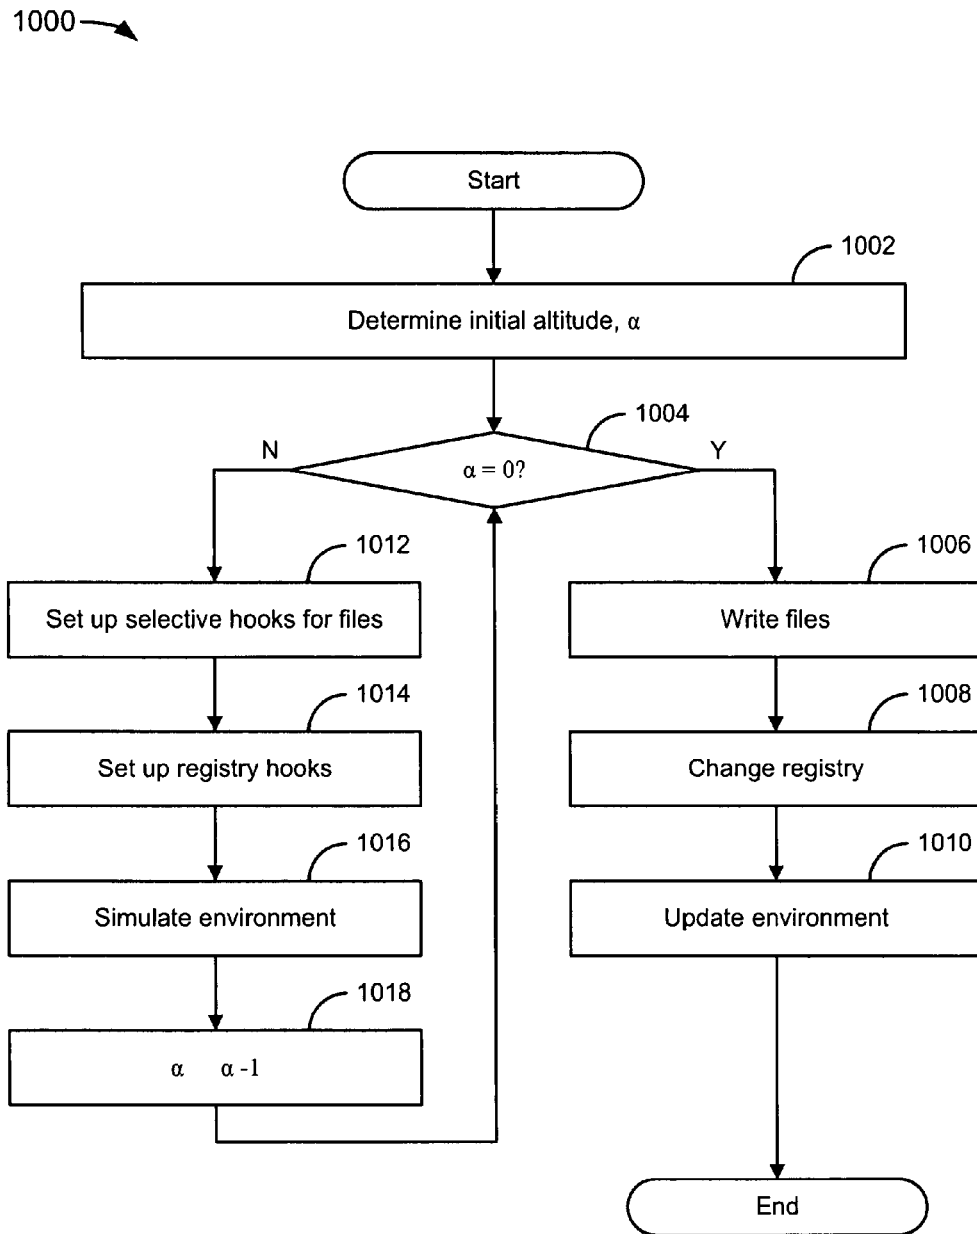 1000
Start
1002
Determine initial altitude, α
1004
N
Y
α = 0?
1012
1006
Set up selective hooks for files
Write files
1014
1008
Set up registry hooks
Change registry
1016
1010
Simulate environment
Update environment
1018
α α -1
End